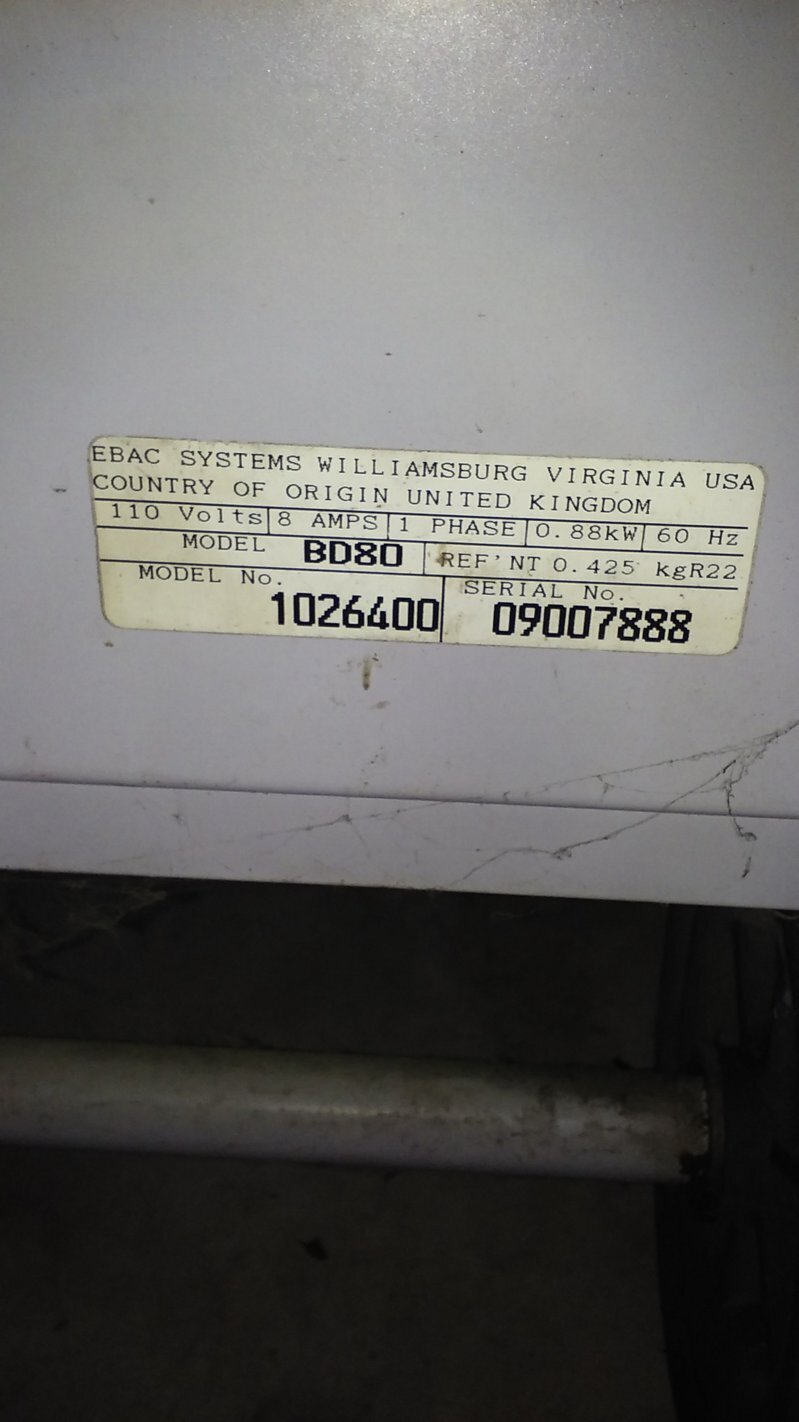 EBAC SYSTEMS WILLIAMSBURG VIRGINIA USA
COUNTRY OF ORIGIN UNITED KINGDOM
110 Volts 8 AMPS 1 PHASE 0.88kW 60 Hz
MODEL BD80 REF'NT 0.425 kgR22
MODEL No. SERIAL No.
1026400 09007888